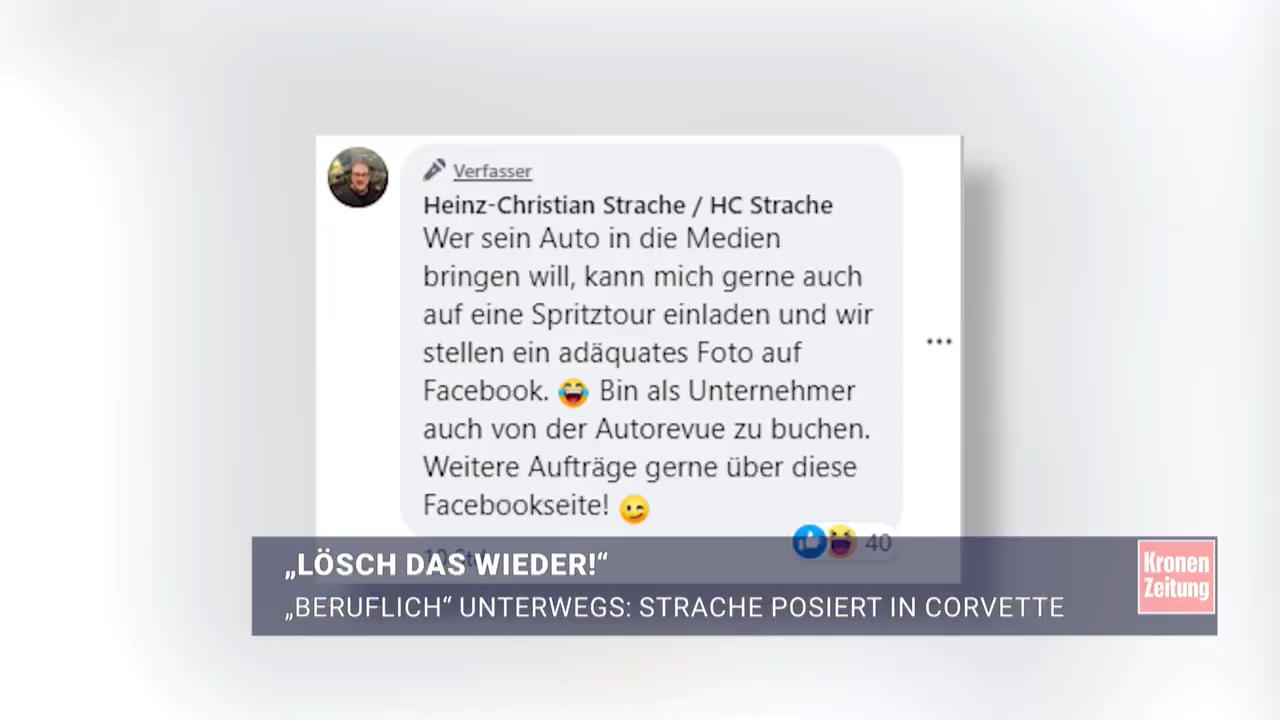 Verfasser
Heinz-Christian Strache / HC Strache
Wer sein Auto in die Medien
bringen will, kann mich gerne auch
auf eine Spritztour einladen und wir
stellen ein adäquates Foto auf
Facebook. 😂 Bin als Unternehmer
auch von der Autorevue zu buchen.
Weitere Aufträge gerne über diese
Facebookseite! 😉
40
„LÖSCH DAS WIEDER!“
„BERUFLICH“ UNTERWEGS: STRACHE POSIERT IN CORVETTE
Kronen
Zeitung